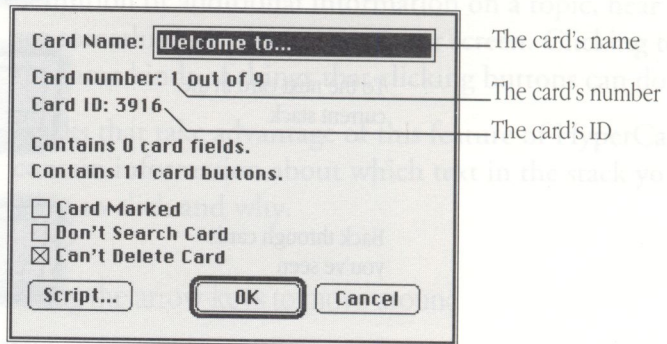 Card Name: Welcome to...
The card's name
Card number: 1 out of 9
The card's number
Card ID: 3916
The card's ID
Contains 0 card fields.
Contains 11 card buttons.
Card Marked
Don't Search Card
Can't Delete Card
Script...
OK
Cancel